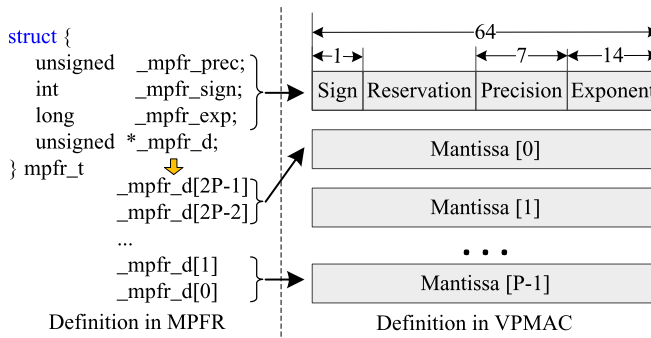 struct {
unsigned _mpfr_prec;
int _mpfr_sign;
long _mpfr_exp;
unsigned *_mpfr_d;
} mpfr_t
_mpfr_d[2P-1]
_mpfr_d[2P-2]
...
_mpfr_d[1]
_mpfr_d[0]
Definition in MPFR
64
1 7 14
Sign Reservation Precision Exponent
Mantissa [0]
Mantissa [1]
. . .
Mantissa [P-1]
Definition in VPMAC